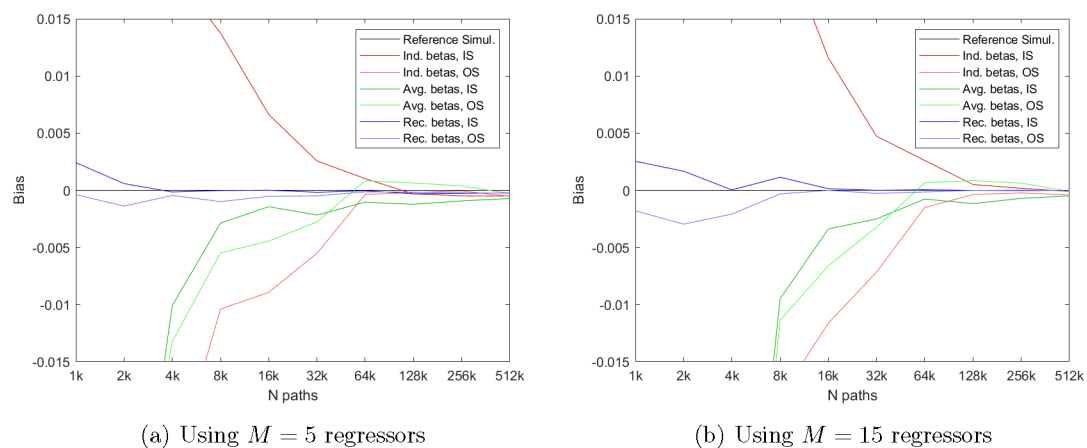 0.015
0.01
0.005
0
-0.005
-0.01
-0.015
Bias
1k 2k 4k 8k 16k 32k 64k 128k 256k 512k
N paths
Reference Simul.
Ind. betas, IS
Ind. betas, OS
Avg. betas, IS
Avg. betas, OS
Rec. betas, IS
Rec. betas, OS
(a) Using M = 5 regressors
0.015
0.01
0.005
0
-0.005
-0.01
-0.015
Bias
1k 2k 4k 8k 16k 32k 64k 128k 256k 512k
N paths
Reference Simul.
Ind. betas, IS
Ind. betas, OS
Avg. betas, IS
Avg. betas, OS
Rec. betas, IS
Rec. betas, OS
(b) Using M = 15 regressors